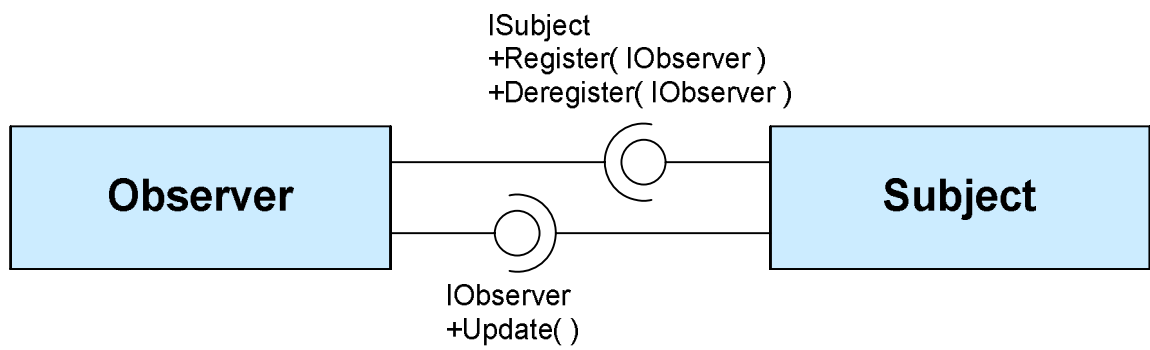 ISubject
+Register( IObserver )
+Deregister( IObserver )
Observer
Subject
IObserver
+Update( )